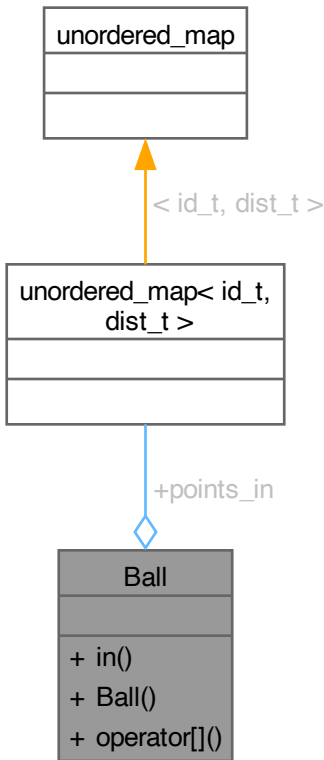 unordered_map
< id_t, dist_t >
unordered_map< id_t,
dist_t >
+points_in
Ball
+ in()
+ Ball()
+ operator[]()